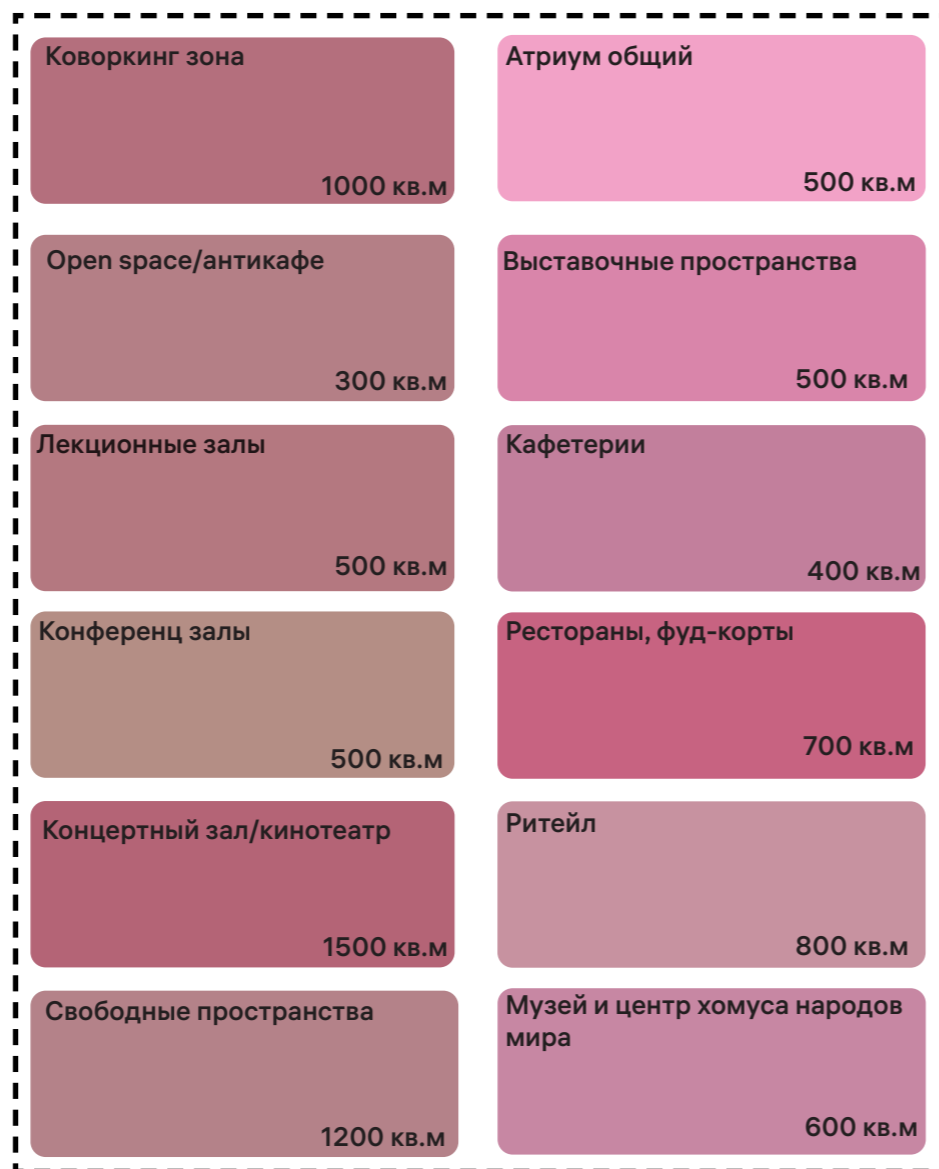 Коворкинг зона
1000 кв.м
Атриум общий
500 кв.м
Open space/антикафе
300 кв.м
Выставочные пространства
500 кв.м
Лекционные залы
500 кв.м
Кафетерии
400 кв.м
Конференц залы
500 кв.м
Рестораны, фуд-корты
700 кв.м
Концертный зал/кинотеатр
1500 кв.м
Ритейл
800 кв.м
Свободные пространства
1200 кв.м
Музей и центр хомуса народов
мира
600 кв.м